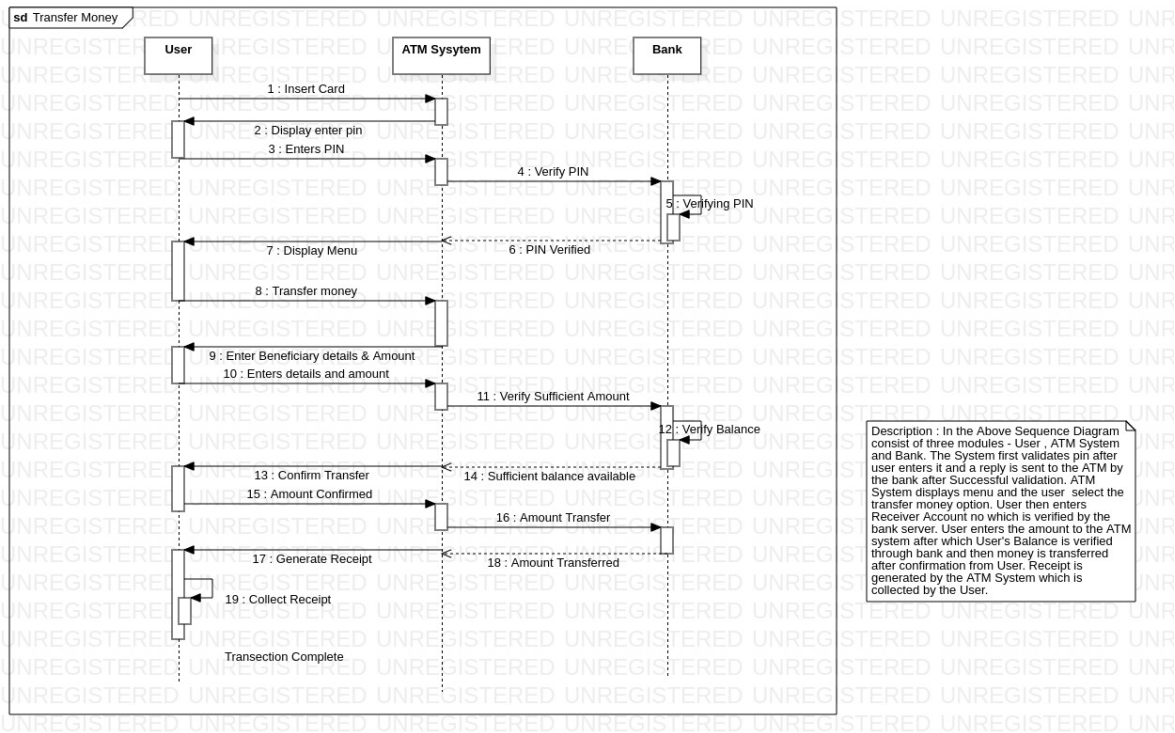 sd Transfer Money
User
ATM Sysytem
Bank
1 : Insert Card
2 : Display enter pin
3 : Enters PIN
4 : Verify PIN
5 : Verifying PIN
6 : PIN Verified
7 : Display Menu
8 : Transfer money
9 : Enter Beneficiary details & Amount
10 : Enters details and amount
11 : Verify Sufficient Amount
12 : Verify Balance
13 : Confirm Transfer
14 : Sufficient balance available
15 : Amount Confirmed
16 : Amount Transfer
17 : Generate Receipt
18 : Amount Transferred
19 : Collect Receipt
Transection Complete
Description : In the Above Sequence Diagram
consist of three modules - User , ATM System
and Bank. The System first validates pin after
user enters it and a reply is sent to the ATM by
the bank after Successful validation. ATM
System displays menu and the user select the
transfer money option. User then enters
Receiver Account no which is verified by the
bank server. User enters the amount to the ATM
system after which User's Balance is verified
through bank and then money is transferred
after confirmation from User. Receipt is
generated by the ATM System which is
collected by the User.
UNREGISTERED